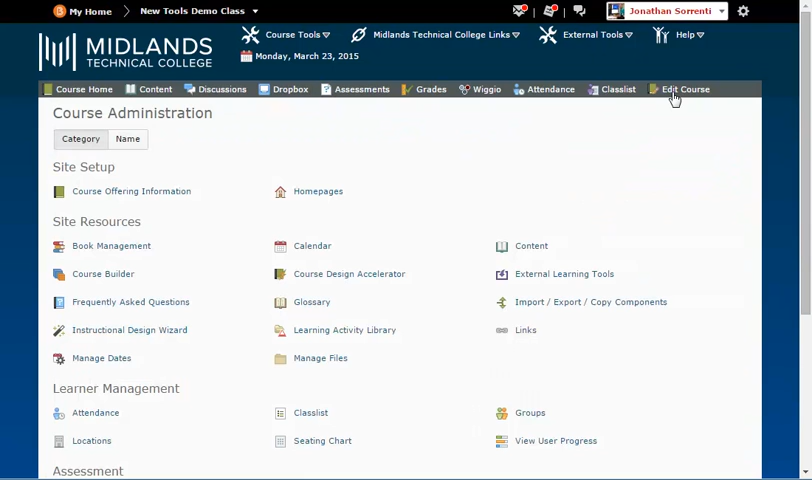 My Home New Tools Demo Class Jonathan Sorrenti
MIDLANDS
TECHNICAL COLLEGE
Course Tools Midlands Technical College Links External Tools Help
Monday, March 23, 2015
Course Home Content Discussions Dropbox Assessments Grades Wiggio Attendance Classlist Edit Course
Course Administration
Category Name
Site Setup
Course Offering Information Homepages
Site Resources
Book Management Calendar Content
Course Builder Course Design Accelerator External Learning Tools
Frequently Asked Questions Glossary Import / Export / Copy Components
Instructional Design Wizard Learning Activity Library Links
Manage Dates Manage Files
Learner Management
Attendance Classlist Groups
Locations Seating Chart View User Progress
Assessment